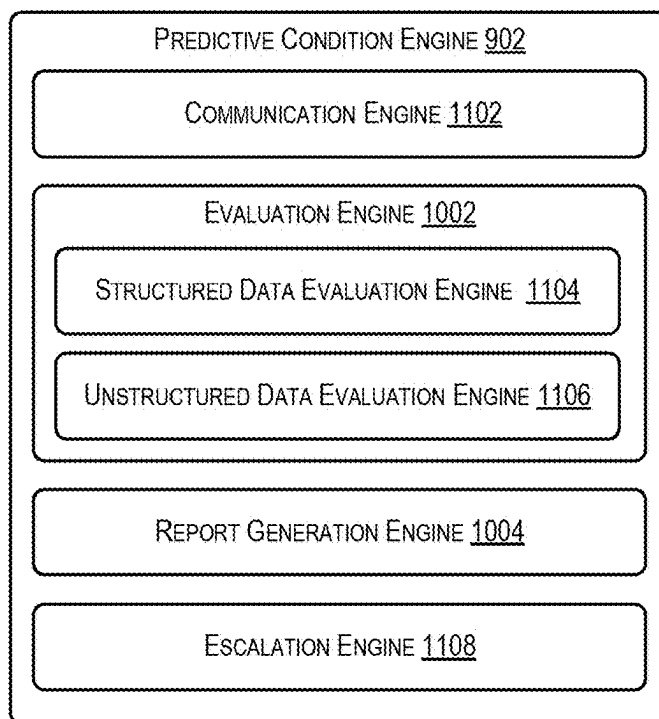 PREDICTIVE CONDITION ENGINE 902
COMMUNICATION ENGINE 1102
EVALUATION ENGINE 1002
STRUCTURED DATA EVALUATION ENGINE 1104
UNSTRUCTURED DATA EVALUATION ENGINE 1106
REPORT GENERATION ENGINE 1004
ESCALATION ENGINE 1108